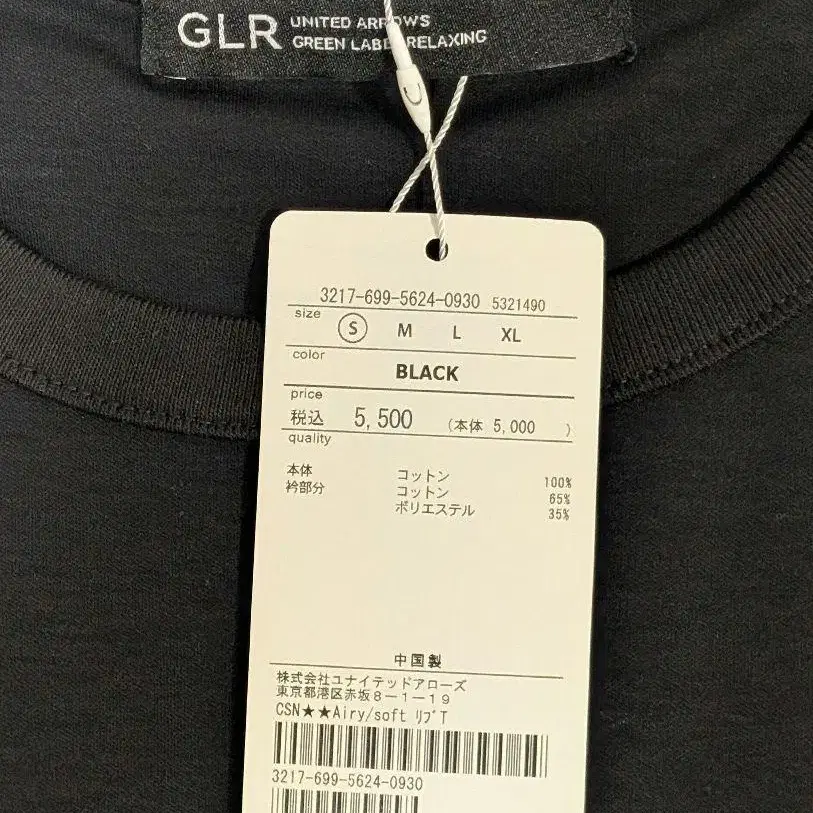 GLR UNITED ARROWS
GREEN LABEL RELAXING
3217-699-5624-0930 5321490
size
S M L XL
color
BLACK
price
税込 5,500 (本体 5,000 )
quality
本体 コットン 100%
衿部分 コットン 65%
ポリエステル 35%
中国製
株式会社ユナイテッドアローズ
東京都港区赤坂8-1-19
CSN★★Airy/soft リブT
3217-699-5624-0930